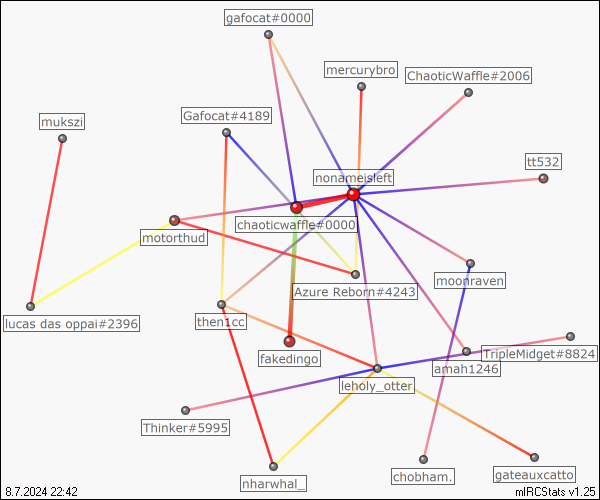 gafocat#0000
mercurybro
ChaoticWaffle#2006
Gafocat#4189
mukszi
tt532
nonameisleft
chaoticwaffle#0000
motorthud
moonraven
Azure Reborn#4243
lucas das oppai#2396
then1cc
fakedingo
TripleMidget#8824
amah1246
leholy_otter
Thinker#5995
chobham.
gateauxcatto
nharwhal_
8.7.2024 22:42
mIRCStats v1.25